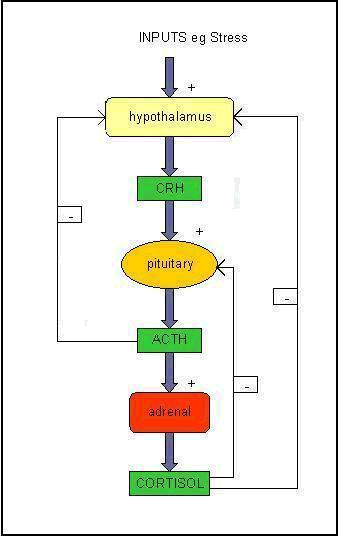 INPUTS eg Stress
+
hypothalamus
CRH
-
+
pituitary
-
ACTH
-
+
adrenal
CORTISOL